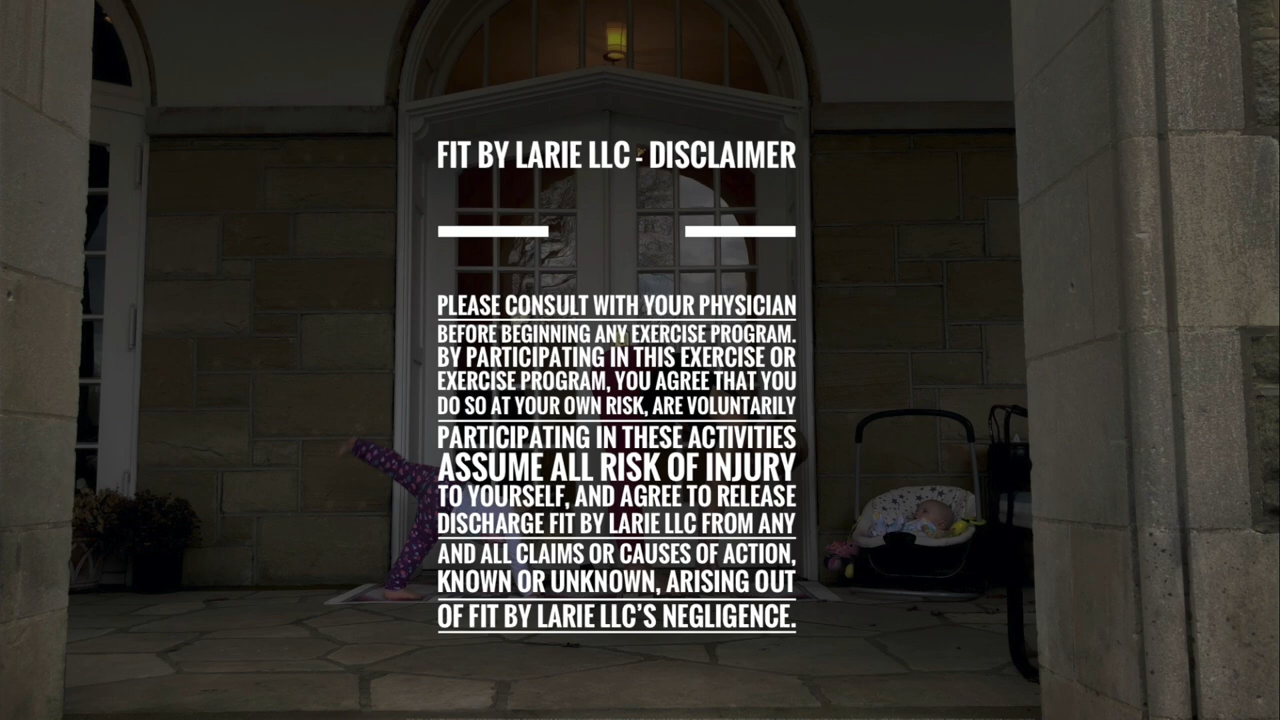 FIT BY LARIE LLC - DISCLAIMER
PLEASE CONSULT WITH YOUR PHYSICIAN
BEFORE BEGINNING ANY EXERCISE PROGRAM.
BY PARTICIPATING IN THIS EXERCISE OR
EXERCISE PROGRAM, YOU AGREE THAT YOU
DO SO AT YOUR OWN RISK, ARE VOLUNTARILY
PARTICIPATING IN THESE ACTIVITIES
ASSUME ALL RISK OF INJURY
TO YOURSELF, AND AGREE TO RELEASE
DISCHARGE FIT BY LARIE LLC FROM ANY
AND ALL CLAIMS OR CAUSES OF ACTION,
KNOWN OR UNKNOWN, ARISING OUT
OF FIT BY LARIE LLC'S NEGLIGENCE.